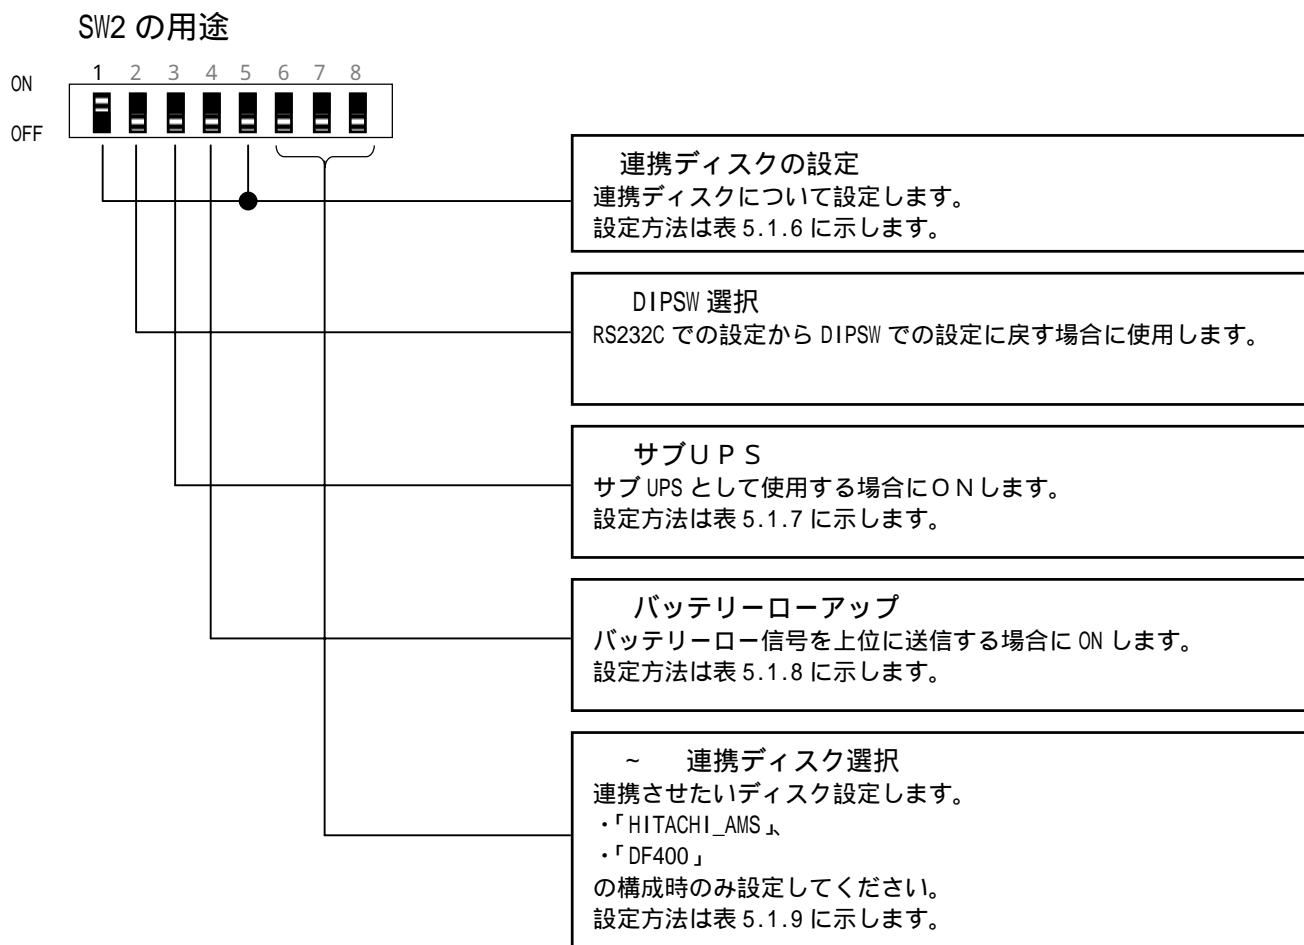 SW2 の用途
1 2 3 4 5 6 7 8
ON
OFF
連携ディスクの設定
連携ディスクについて設定します。
設定方法は表 5.1.6 に示します。
DIPSW 選択
RS232C での設定から DIPSW での設定に戻す場合に使用します。
サブＵＰＳ
サブ UPS として使用する場合にＯＮします。
設定方法は表 5.1.7 に示します。
バッテリーローアップ
バッテリーロー信号を上位に送信する場合に ON します。
設定方法は表 5.1.8 に示します。
~ 連携ディスク選択
連携させたいディスク設定します。
・「HITACHI_AMS」、
・「DF400」
の構成時のみ設定してください。
設定方法は表 5.1.9 に示します。